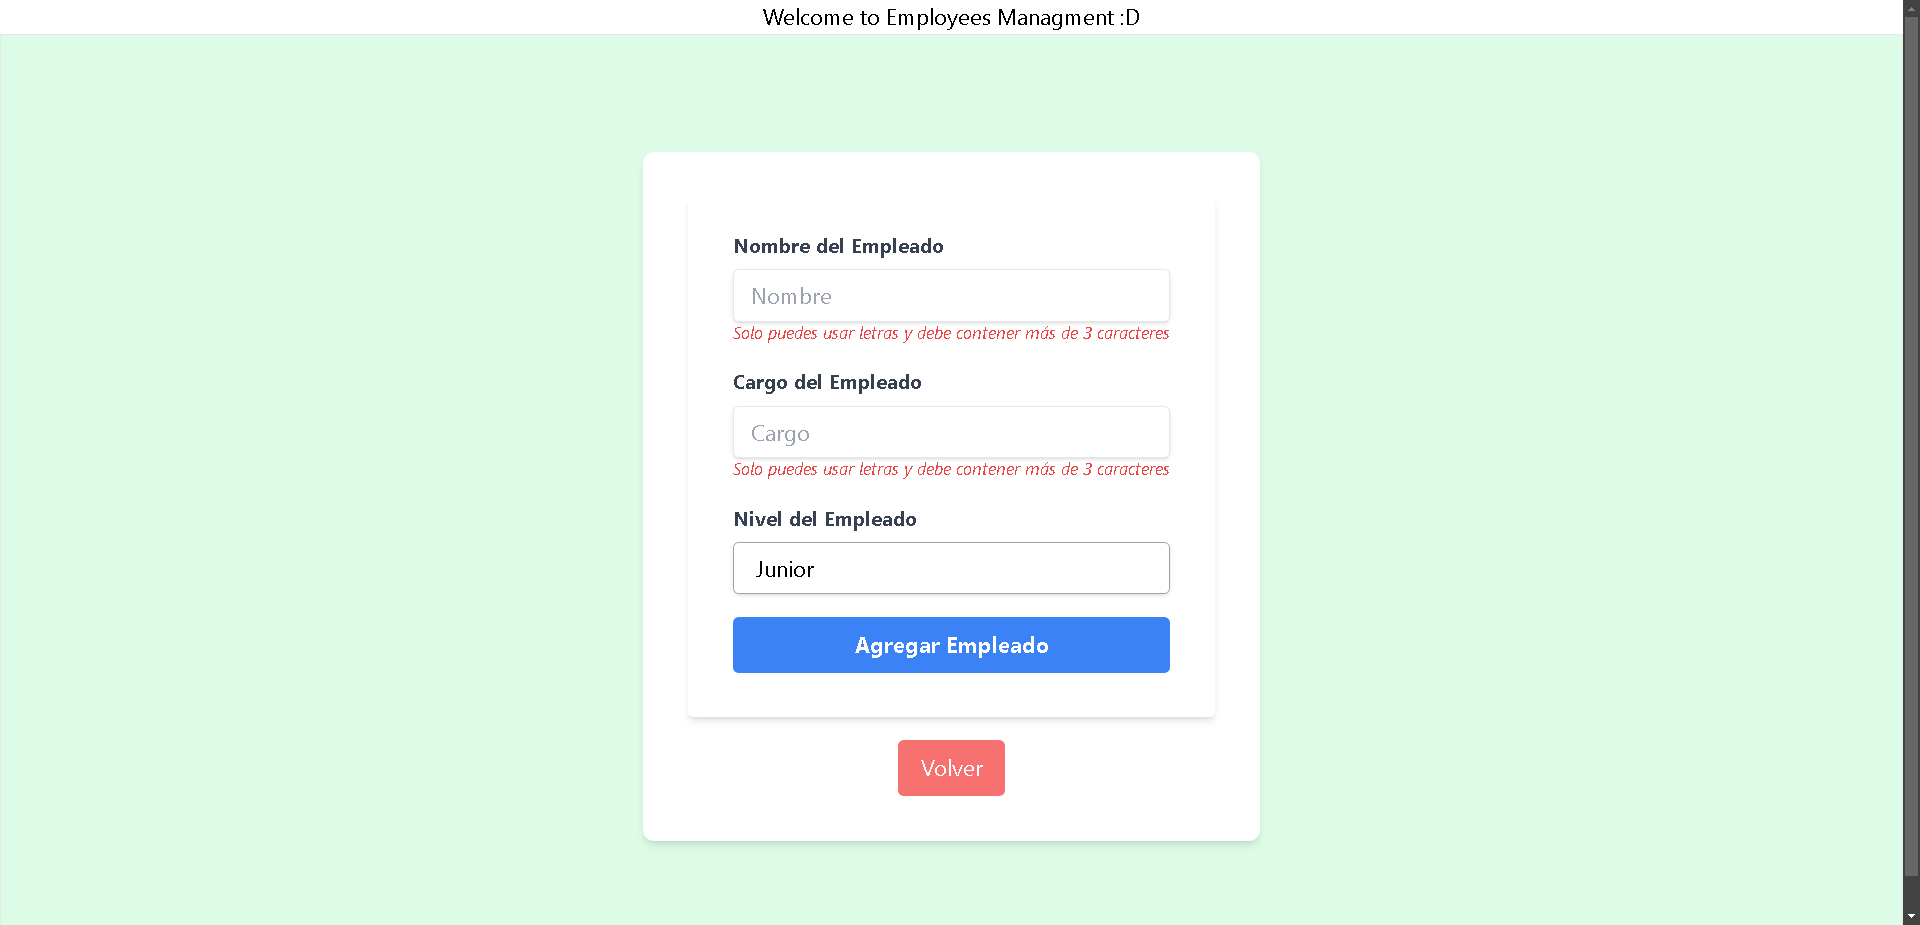 Welcome to Employees Managment :D
Nombre del Empleado
Nombre
Solo puedes usar letras y debe contener más de 3 caracteres
Cargo del Empleado
Cargo
Solo puedes usar letras y debe contener más de 3 caracteres
Nivel del Empleado
Junior
Agregar Empleado
Volver